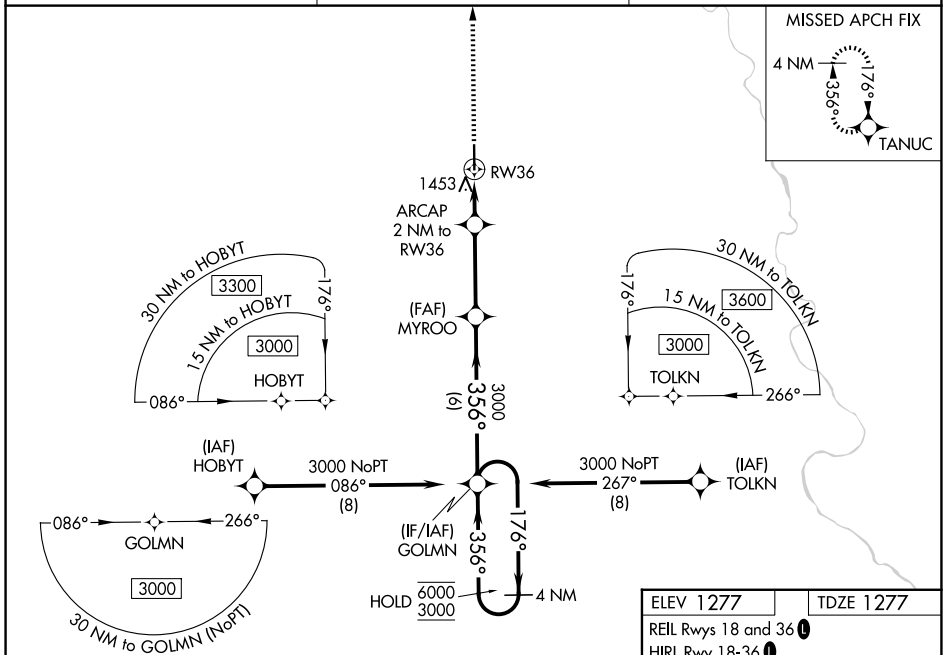 MISSED APCH FIX
4 NM
356°
176°
TANUC
RW36
1453
ARCAP
2 NM to
RW36
30 NM to HOBYT
3300
15 NM to HOBYT
3000
176°
HOBYT
086°
(FAF)
MYROO
30 NM to TOLKN
3600
15 NM to TOLKN
3000
176°
TOLKN
266°
3000
356°
(6)
(IAF)
HOBYT
3000 NoPT
086°
(8)
3000 NoPT
267°
(8)
(IAF)
TOLKN
(IF/IAF)
GOLMN
356°
176°
HOLD
6000
3000
4 NM
086°
266°
GOLMN
3000
30 NM to GOLMN (NoPT)
ELEV 1277
TDZE 1277
REIL Rwys 18 and 36 L
HIRL Rwy 18-36 L